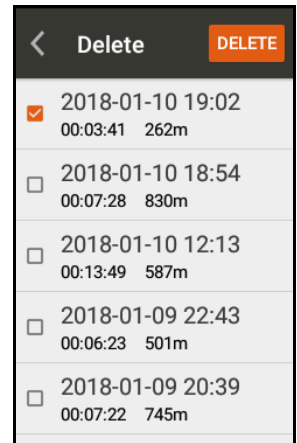 Delete DELETE
2018-01-10 19:02
00:03:41 262m
2018-01-10 18:54
00:07:28 830m
2018-01-10 12:13
00:13:49 587m
2018-01-09 22:43
00:06:23 501m
2018-01-09 20:39
00:07:22 745m